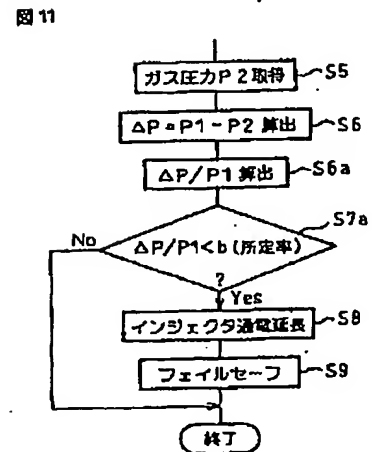 図11
ガス圧力P2取得 S5
ΔP=P1-P2 算出 S6
ΔP/P1 算出 S6a
S7a
No ΔP/P1<b(所定率)
?
Yes
インジェクタ通電延長 S8
フェイルセーフ S9
終了